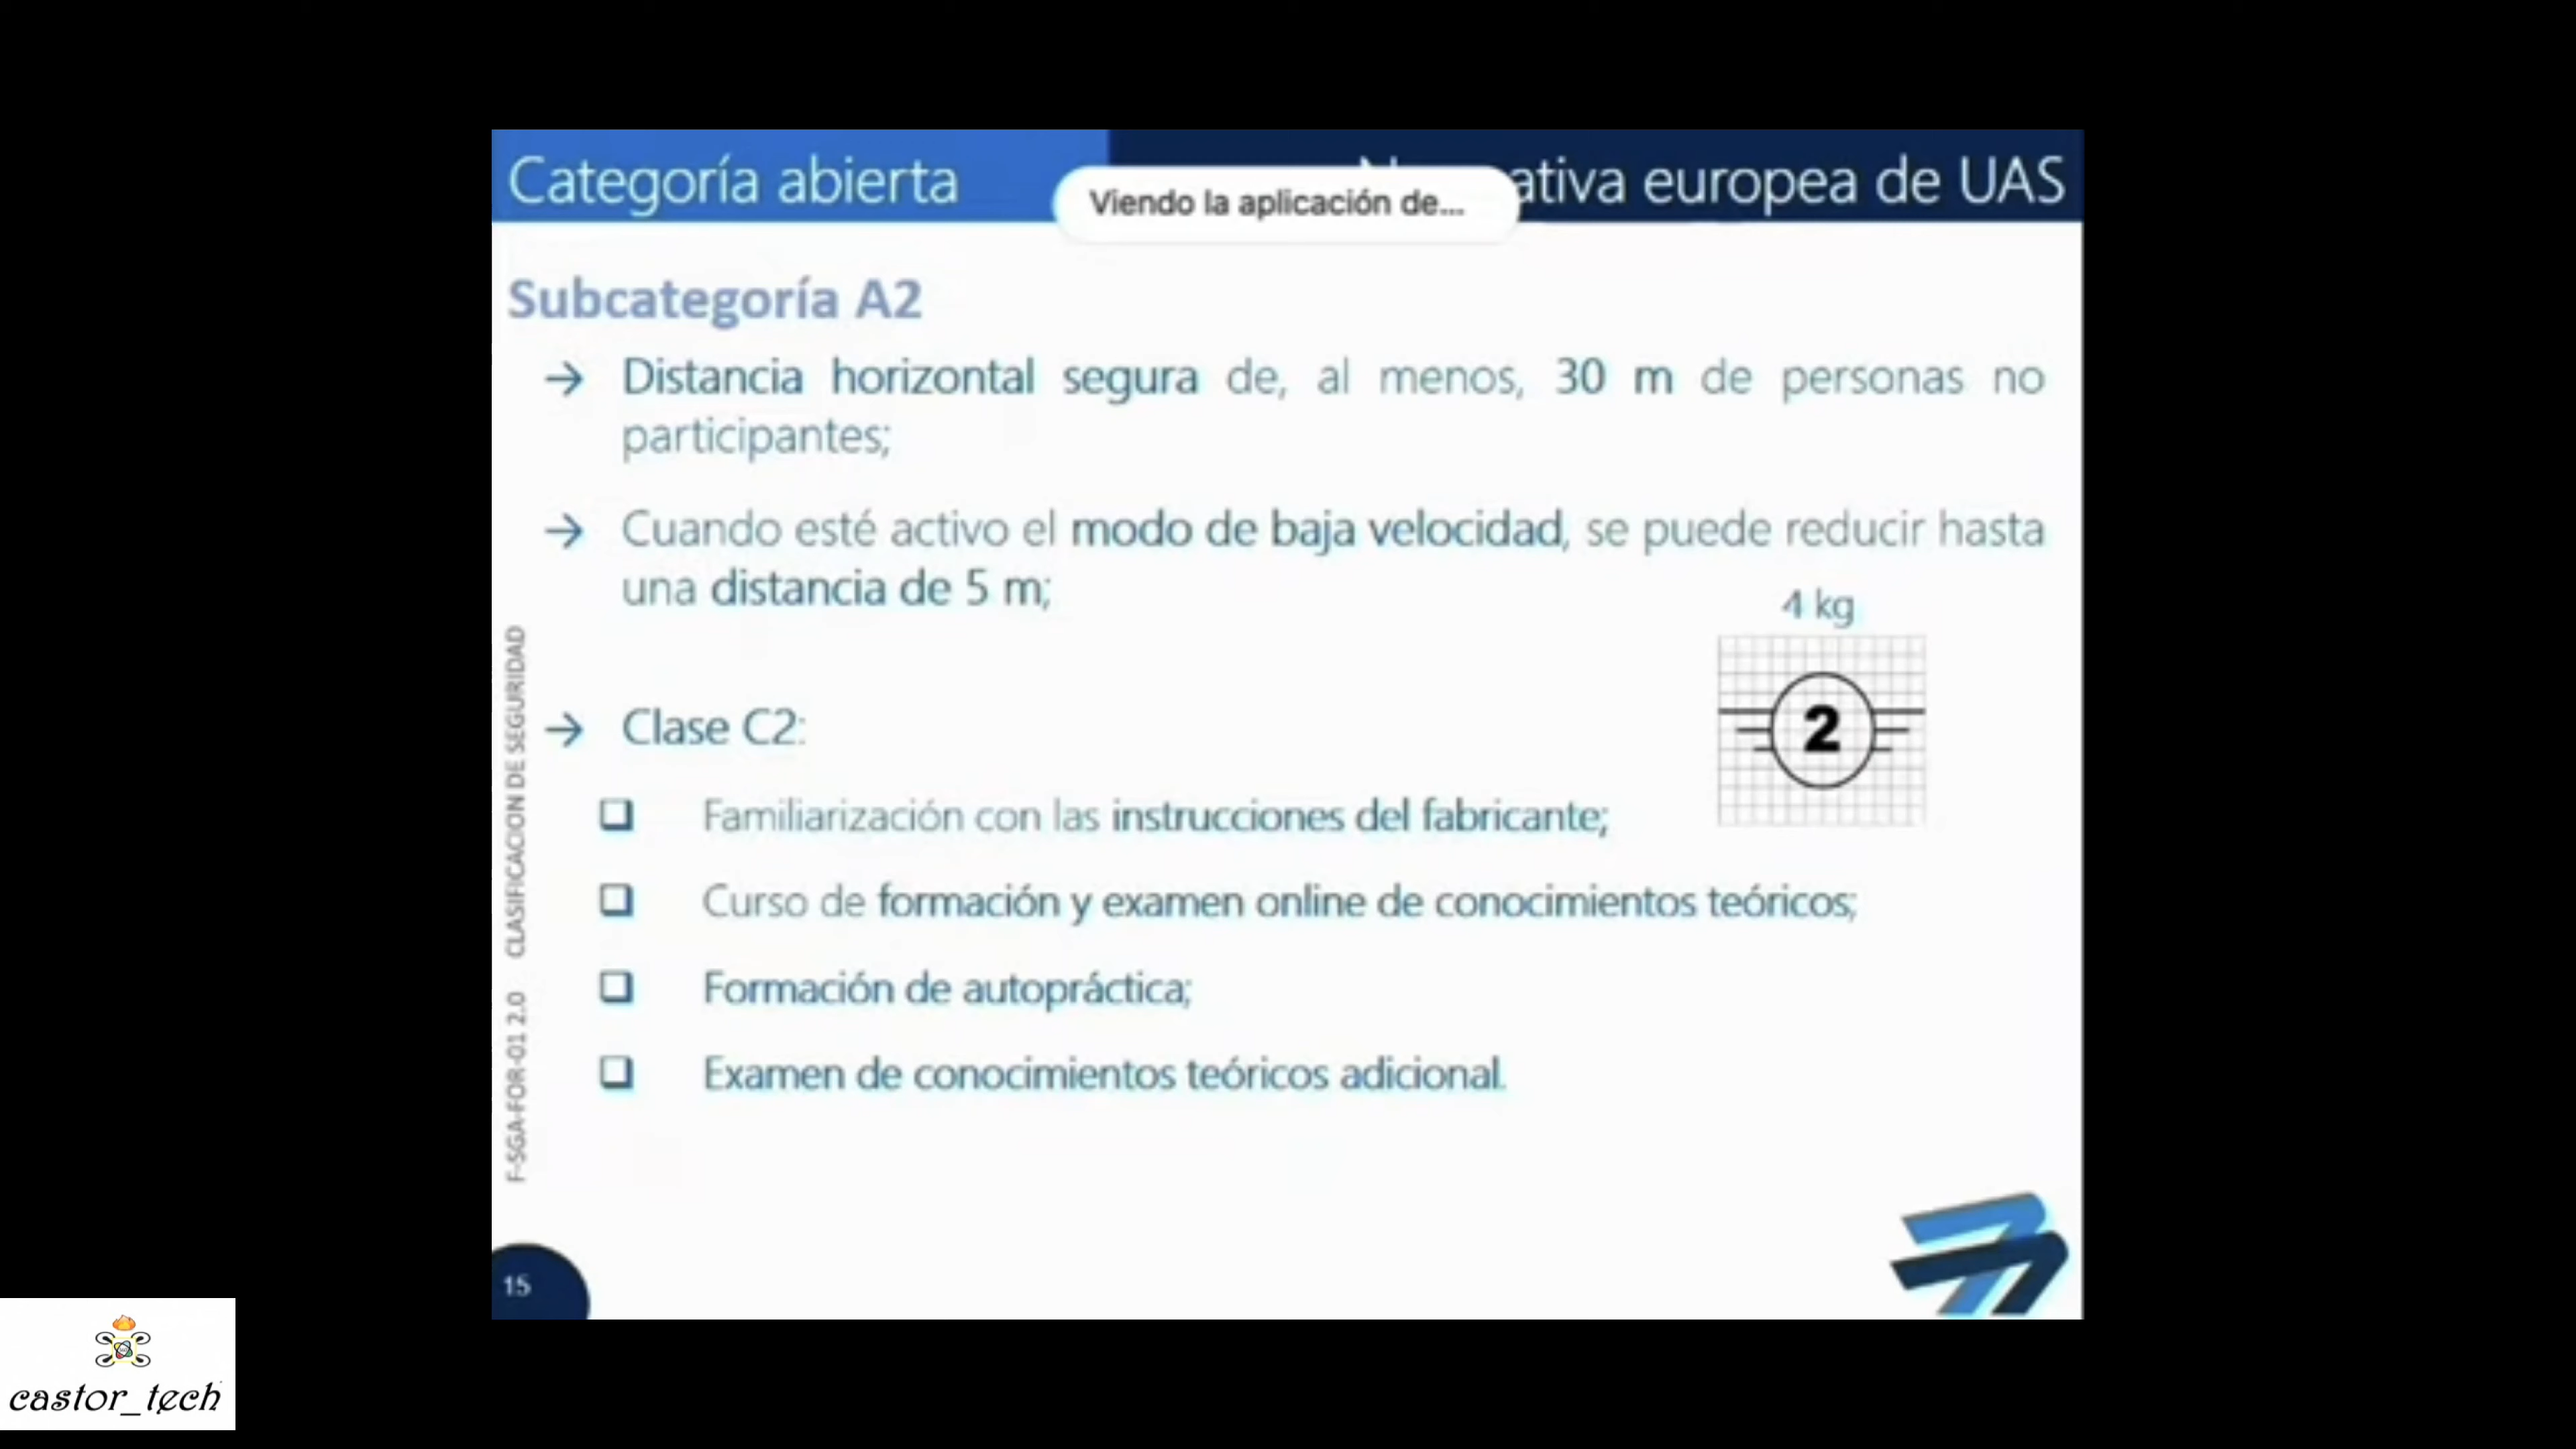 Categoría abierta
ativa europea de UAS
Viendo la aplicación de...
Subcategoría A2
→ Distancia horizontal segura de, al menos, 30 m de personas no
participantes;
→ Cuando esté activo el modo de baja velocidad, se puede reducir hasta
una distancia de 5 m;
4 kg
2
→ Clase C2:
❑ Familiarización con las instrucciones del fabricante;
❑ Curso de formación y examen online de conocimientos teóricos;
❑ Formación de autopráctica;
❑ Examen de conocimientos teóricos adicional.
F-SGA-FOR-01 2.0 CLASIFICACION DE SEGURIDAD
15
castor_tech